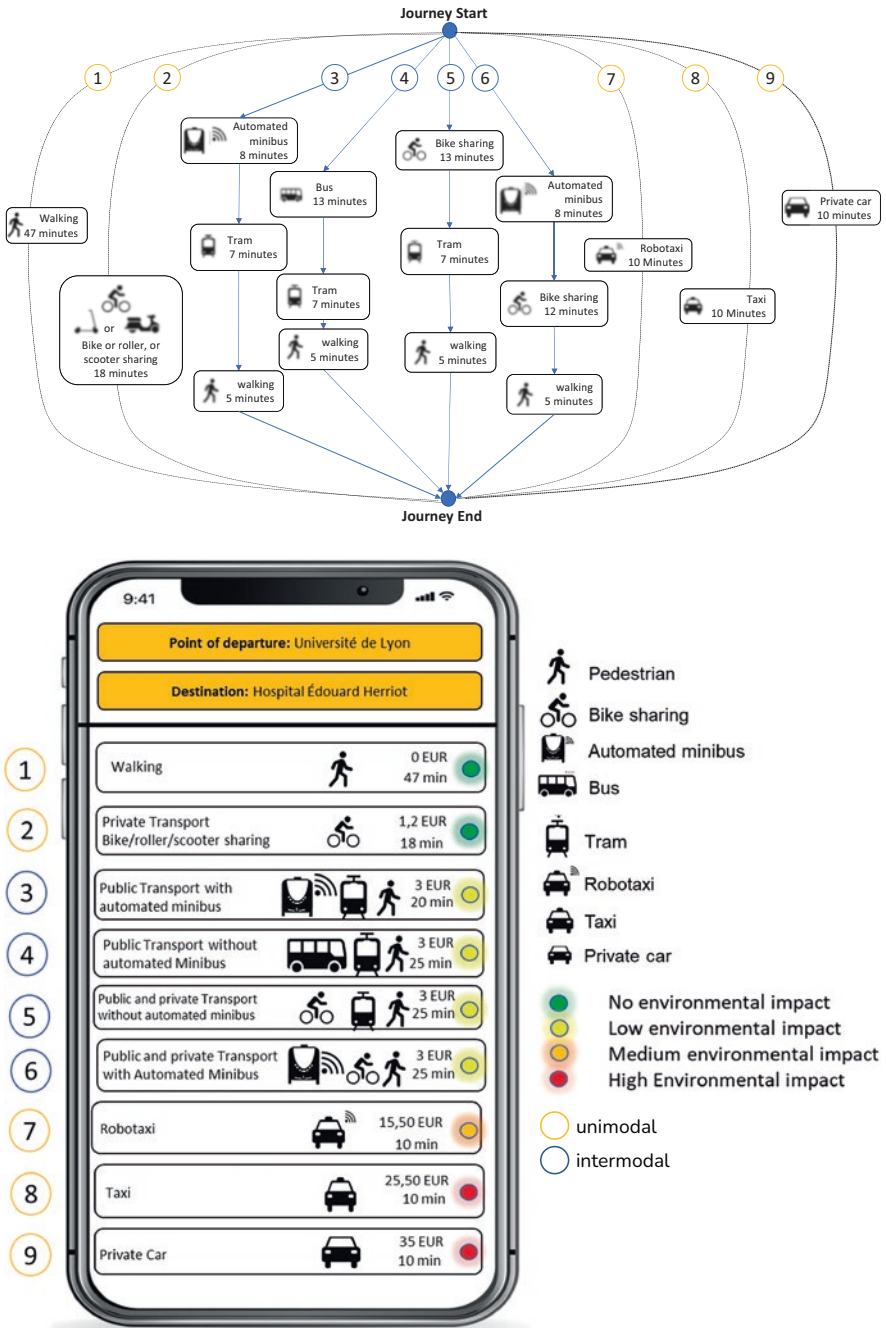 Journey Start
1
2
3
4
5
6
7
8
9
Walking
47 minutes
or
Bike or roller, or
scooter sharing
18 minutes
Automated
minibus
8 minutes
Tram
7 minutes
walking
5 minutes
Bus
13 minutes
Tram
7 minutes
walking
5 minutes
Bike sharing
13 minutes
Tram
7 minutes
walking
5 minutes
Automated
minibus
8 minutes
Bike sharing
12 minutes
walking
5 minutes
Robotaxi
10 Minutes
Taxi
10 Minutes
Private car
10 minutes
Journey End
9:41
Point of departure: Université de Lyon
Destination: Hospital Édouard Herriot
1
Walking
0 EUR
47 min
2
Private Transport
Bike/roller/scooter sharing
1,2 EUR
18 min
3
Public Transport with
automated minibus
3 EUR
20 min
4
Public Transport without
automated Minibus
3 EUR
25 min
5
Public and private Transport
without automated minibus
3 EUR
25 min
6
Public and private Transport
with Automated Minibus
3 EUR
25 min
7
Robotaxi
15,50 EUR
10 min
8
Taxi
25,50 EUR
10 min
9
Private Car
35 EUR
10 min
Pedestrian
Bike sharing
Automated minibus
Bus
Tram
Robotaxi
Taxi
Private car
No environmental impact
Low environmental impact
Medium environmental impact
High Environmental impact
unimodal
intermodal